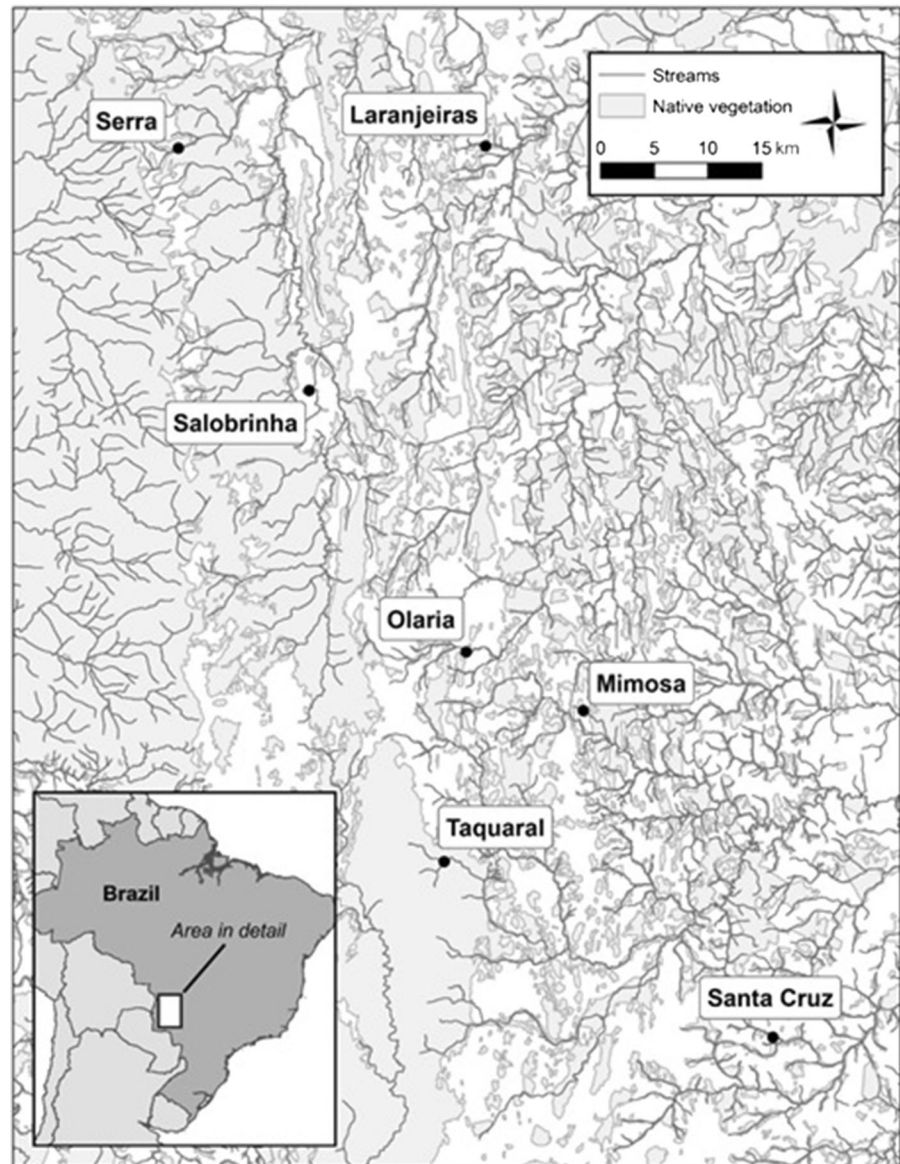 Serra
Laranjeiras
Streams
Native vegetation
0 5 10 15 km
Salobrinha
Olaria
Mimosa
Taquaral
Brazil
Area in detail
Santa Cruz